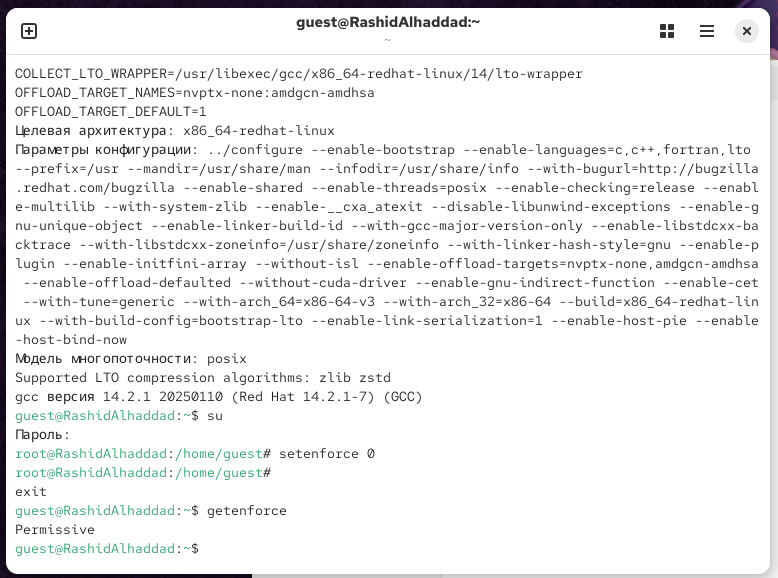 guest@RashidAlhaddad:~
~
COLLECT_LTO_WRAPPER=/usr/libexec/gcc/x86_64-redhat-linux/14/lto-wrapper
OFFLOAD_TARGET_NAMES=nvptx-none:amdgcn-amdhsa
OFFLOAD_TARGET_DEFAULT=1
Целевая архитектура: x86_64-redhat-linux
Параметры конфигурации: ../configure --enable-bootstrap --enable-languages=c,c++,fortran,lto
--prefix=/usr --mandir=/usr/share/man --infodir=/usr/share/info --with-bugurl=http://bugzilla
.redhat.com/bugzilla --enable-shared --enable-threads=posix --enable-checking=release --enabl
e-multilib --with-system-zlib --enable-__cxa_atexit --disable-libunwind-exceptions --enable-g
nu-unique-object --enable-linker-build-id --with-gcc-major-version-only --enable-libstdcxx-ba
cktrace --with-libstdcxx-zoneinfo=/usr/share/zoneinfo --with-linker-hash-style=gnu --enable-p
lugin --enable-initfini-array --without-isl --enable-offload-targets=nvptx-none,amdgcn-amdhsa
--enable-offload-defaulted --without-cuda-driver --enable-gnu-indirect-function --enable-cet
--with-tune=generic --with-arch_64=x86-64-v3 --with-arch_32=x86-64 --build=x86_64-redhat-lin
ux --with-build-config=bootstrap-lto --enable-link-serialization=1 --enable-host-pie --enable
-host-bind-now
Модель многопоточности: posix
Supported LTO compression algorithms: zlib zstd
gcc версия 14.2.1 20250110 (Red Hat 14.2.1-7) (GCC)
guest@RashidAlhaddad:~$ su
Пароль:
root@RashidAlhaddad:/home/guest# setenforce 0
root@RashidAlhaddad:/home/guest#
exit
guest@RashidAlhaddad:~$ getenforce
Permissive
guest@RashidAlhaddad:~$